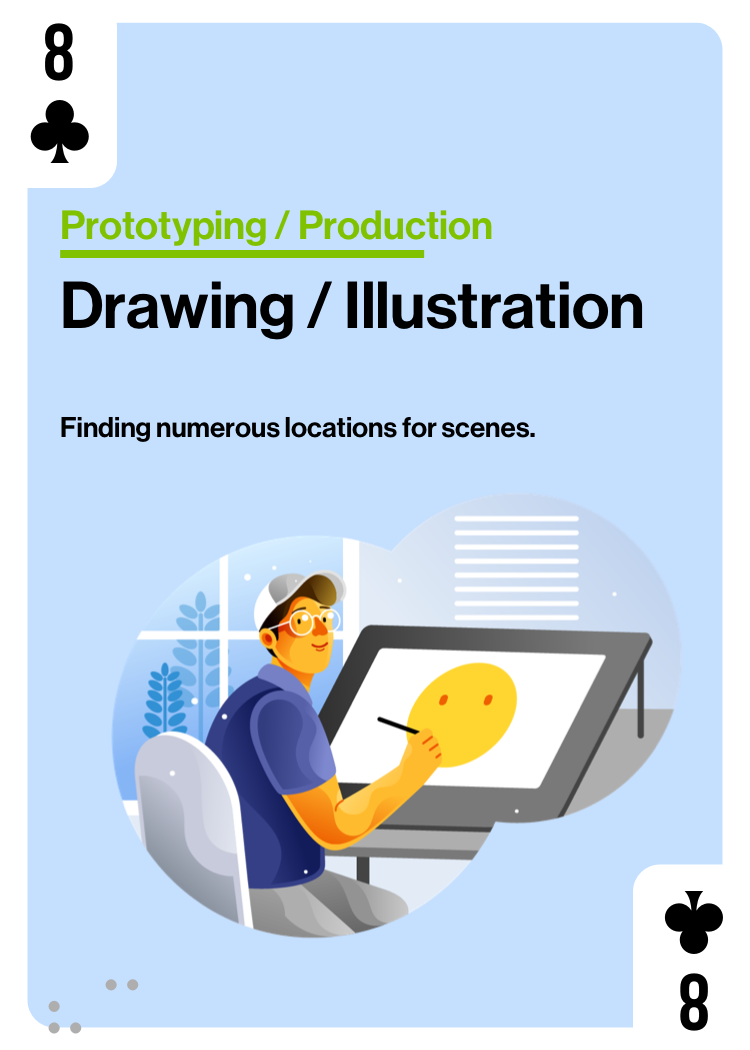 8
Prototyping / Production
Drawing / Illustration
Finding numerous locations for scenes.
8